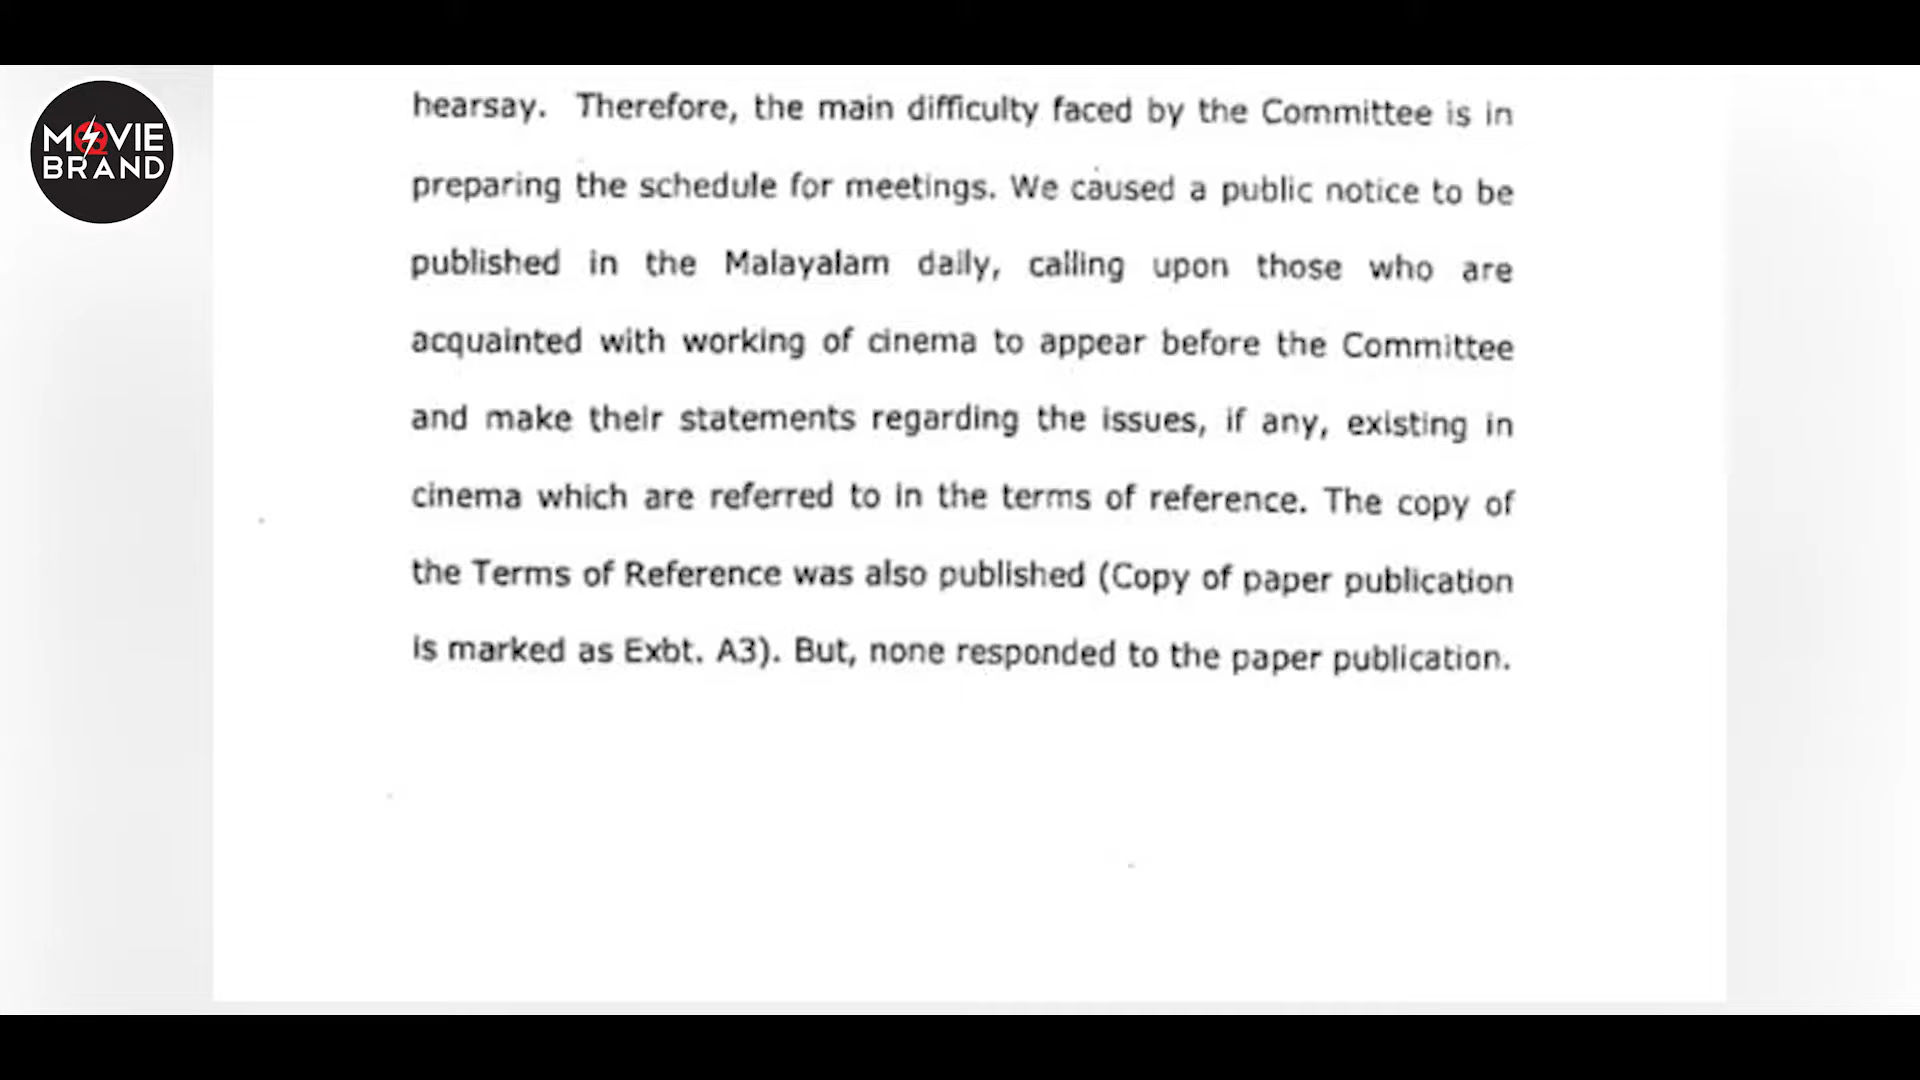 MOVIE
BRAND
hearsay. Therefore, the main difficulty faced by the Committee is in
preparing the schedule for meetings. We caused a public notice to be
published in the Malayalam daily, calling upon those who are
acquainted with working of cinema to appear before the Committee
and make their statements regarding the issues, if any, existing in
cinema which are referred to in the terms of reference. The copy of
the Terms of Reference was also published (Copy of paper publication
is marked as Exbt. A3). But, none responded to the paper publication.